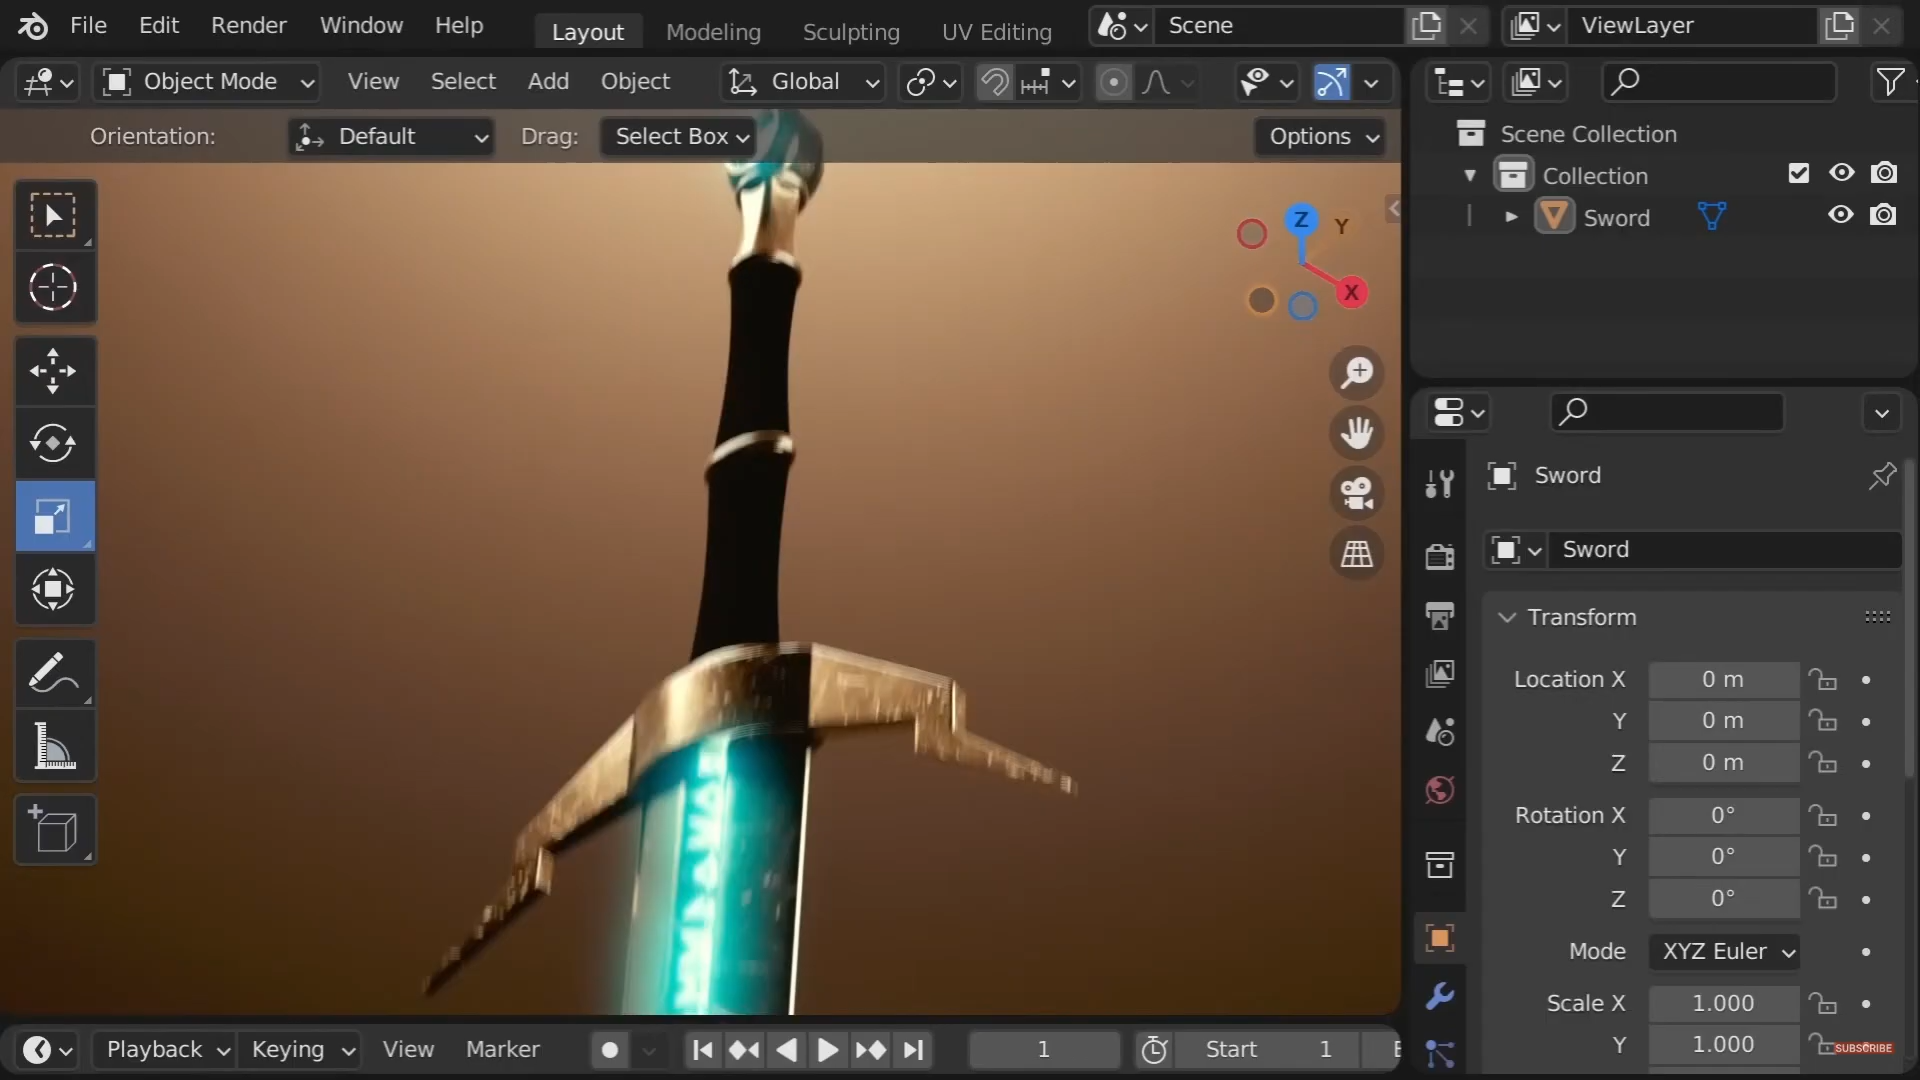 File Edit Render Window Help Layout Modeling Sculpting UV Editing Scene ViewLayer
Object Mode View Select Add Object Global
Orientation: Default Drag: Select Box Options
Scene Collection
Collection
Sword
Z Y
X
Sword
Sword
Transform
Location X 0 m
Y 0 m
Z 0 m
Rotation X 0°
Y 0°
Z 0°
Mode XYZ Euler
Scale X 1.000
Y 1.000
SUBSCRIBE
Playback Keying View Marker 1 Start 1